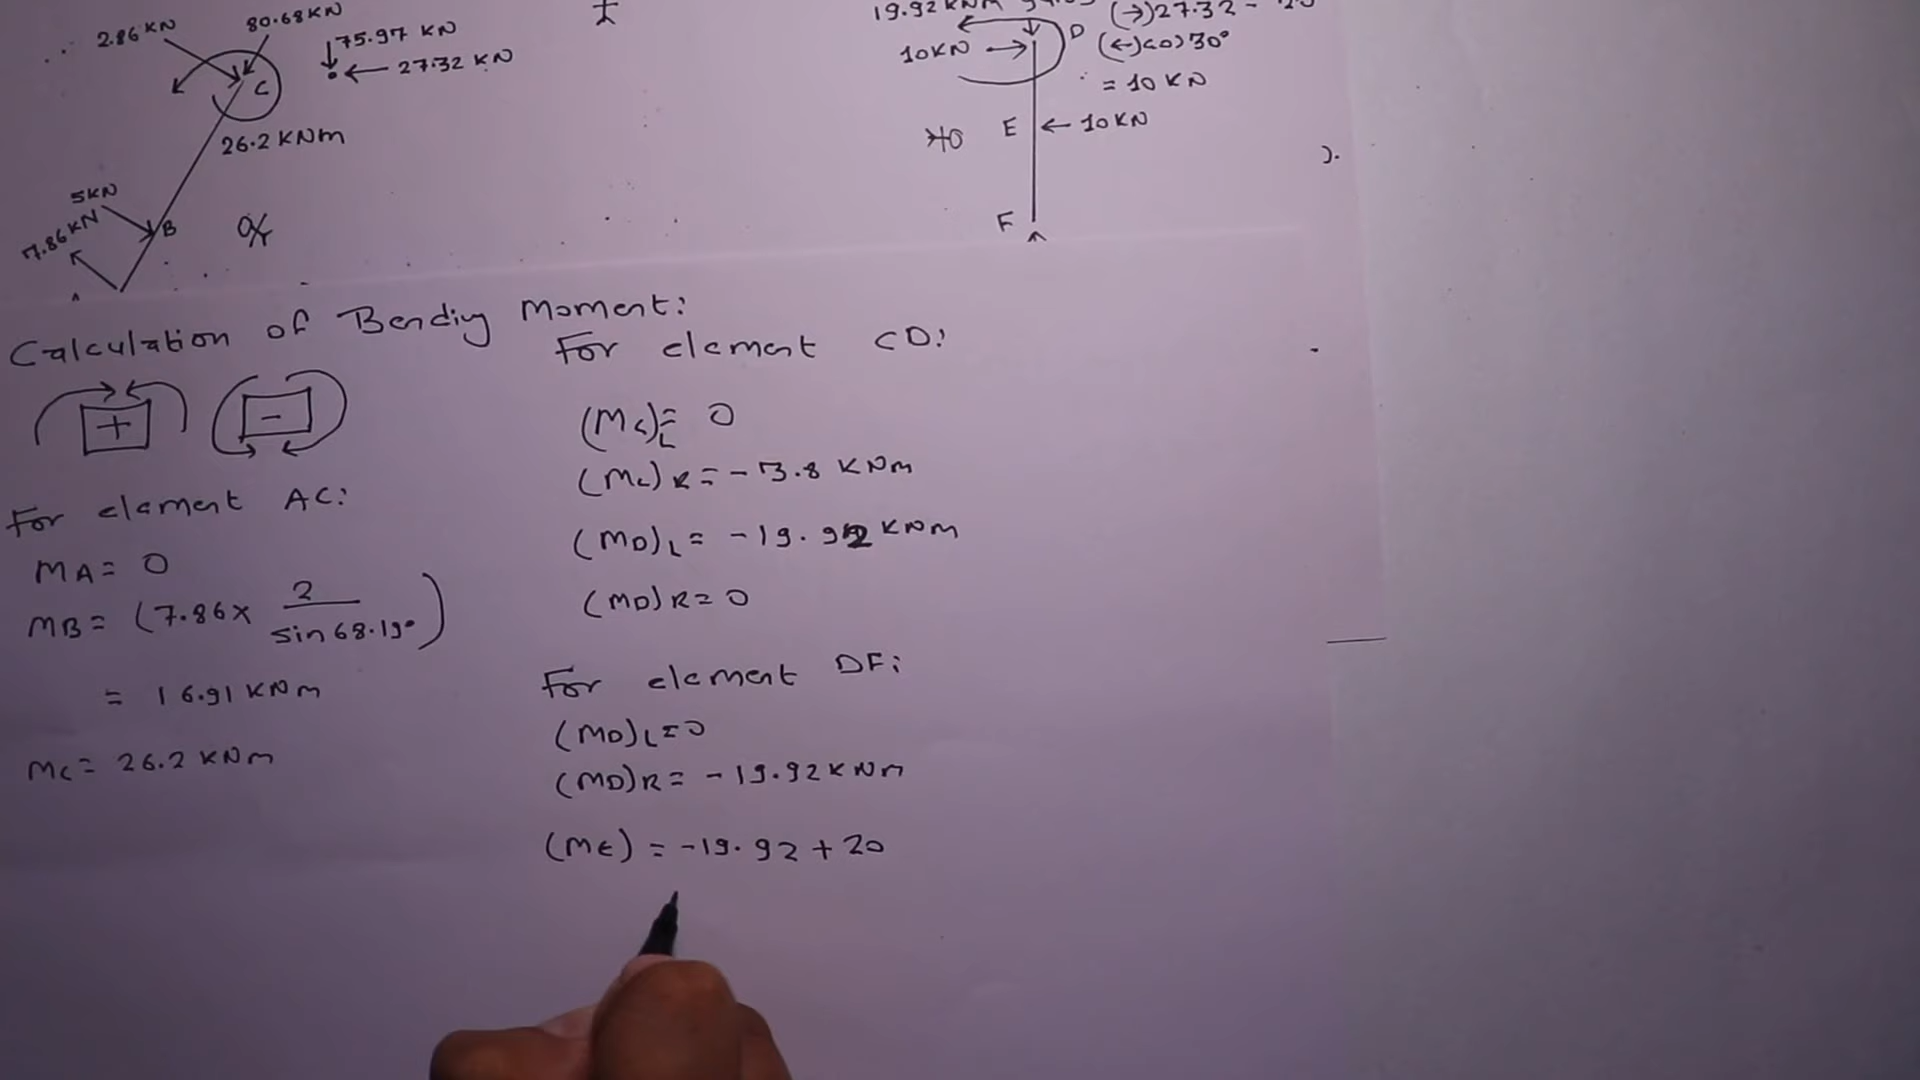 2.86 KN
80.68 KN
75.97 KN
27.32 KN
C
26.2 KNm
5KN
7.86 KN
B
19.92 KNm
(→)27.32 -
D
10KN
(←)cos30°
= 10 KN
E
10KN
F
Calculation of Bending Moment:
+
-
For element AC:
MA = 0
MB = (7.86 × 2 / sin 68.19°)
= 16.91 KNm
MC = 26.2 KNm
For element CD:
(MC)L = 0
(MC)R = -3.8 KNm
(MD)L = -19.92 KNm
(MD)R = 0
For element DF:
(MD)L = 0
(MD)R = -19.92 KNm
(ME) = -19.92 + 20